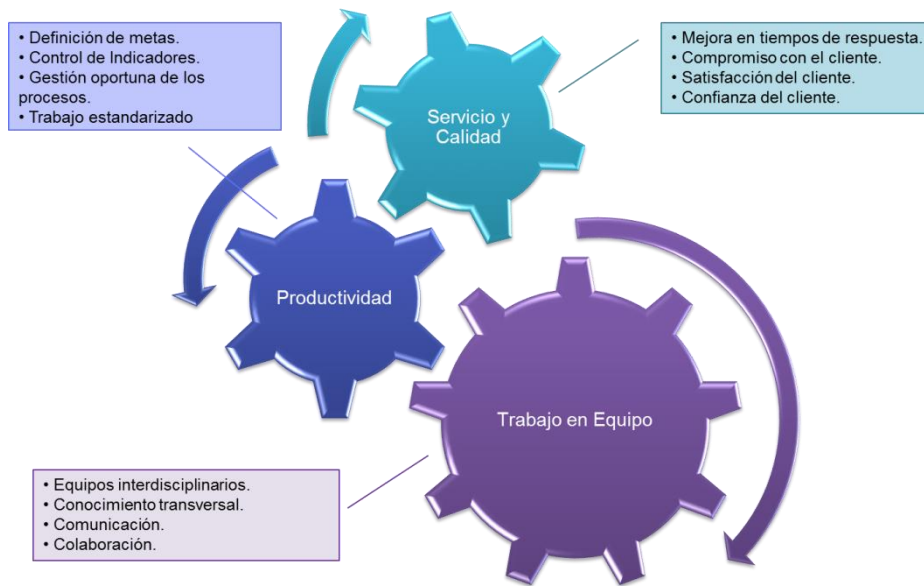 • Definición de metas.
• Control de Indicadores.
• Gestión oportuna de los
procesos.
• Trabajo estandarizado
• Mejora en tiempos de respuesta.
• Compromiso con el cliente.
• Satisfacción del cliente.
• Confianza del cliente.
Servicio y
Calidad
Productividad
Trabajo en Equipo
• Equipos interdisciplinarios.
• Conocimiento transversal.
• Comunicación.
• Colaboración.